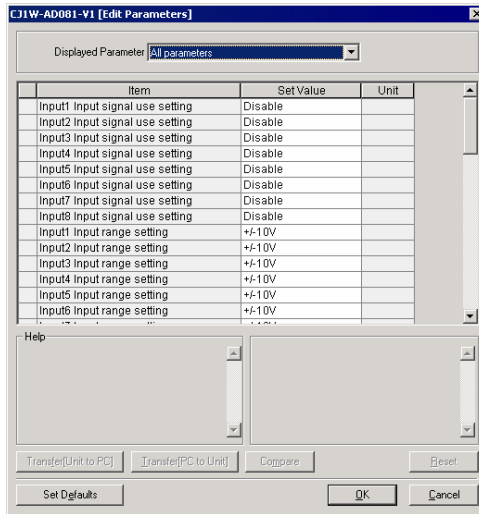 CJ1W-AD081-V1 [Edit Parameters]
Displayed Parameter All parameters
Item Set Value Unit
Input1 Input signal use setting Disable
Input2 Input signal use setting Disable
Input3 Input signal use setting Disable
Input4 Input signal use setting Disable
Input5 Input signal use setting Disable
Input6 Input signal use setting Disable
Input7 Input signal use setting Disable
Input8 Input signal use setting Disable
Input1 Input range setting +/-10V
Input2 Input range setting +/-10V
Input3 Input range setting +/-10V
Input4 Input range setting +/-10V
Input5 Input range setting +/-10V
Input6 Input range setting +/-10V
Help
Transfer[Unit to PC] Transfer[PC to Unit] Compare Reset
Set Defaults OK Cancel